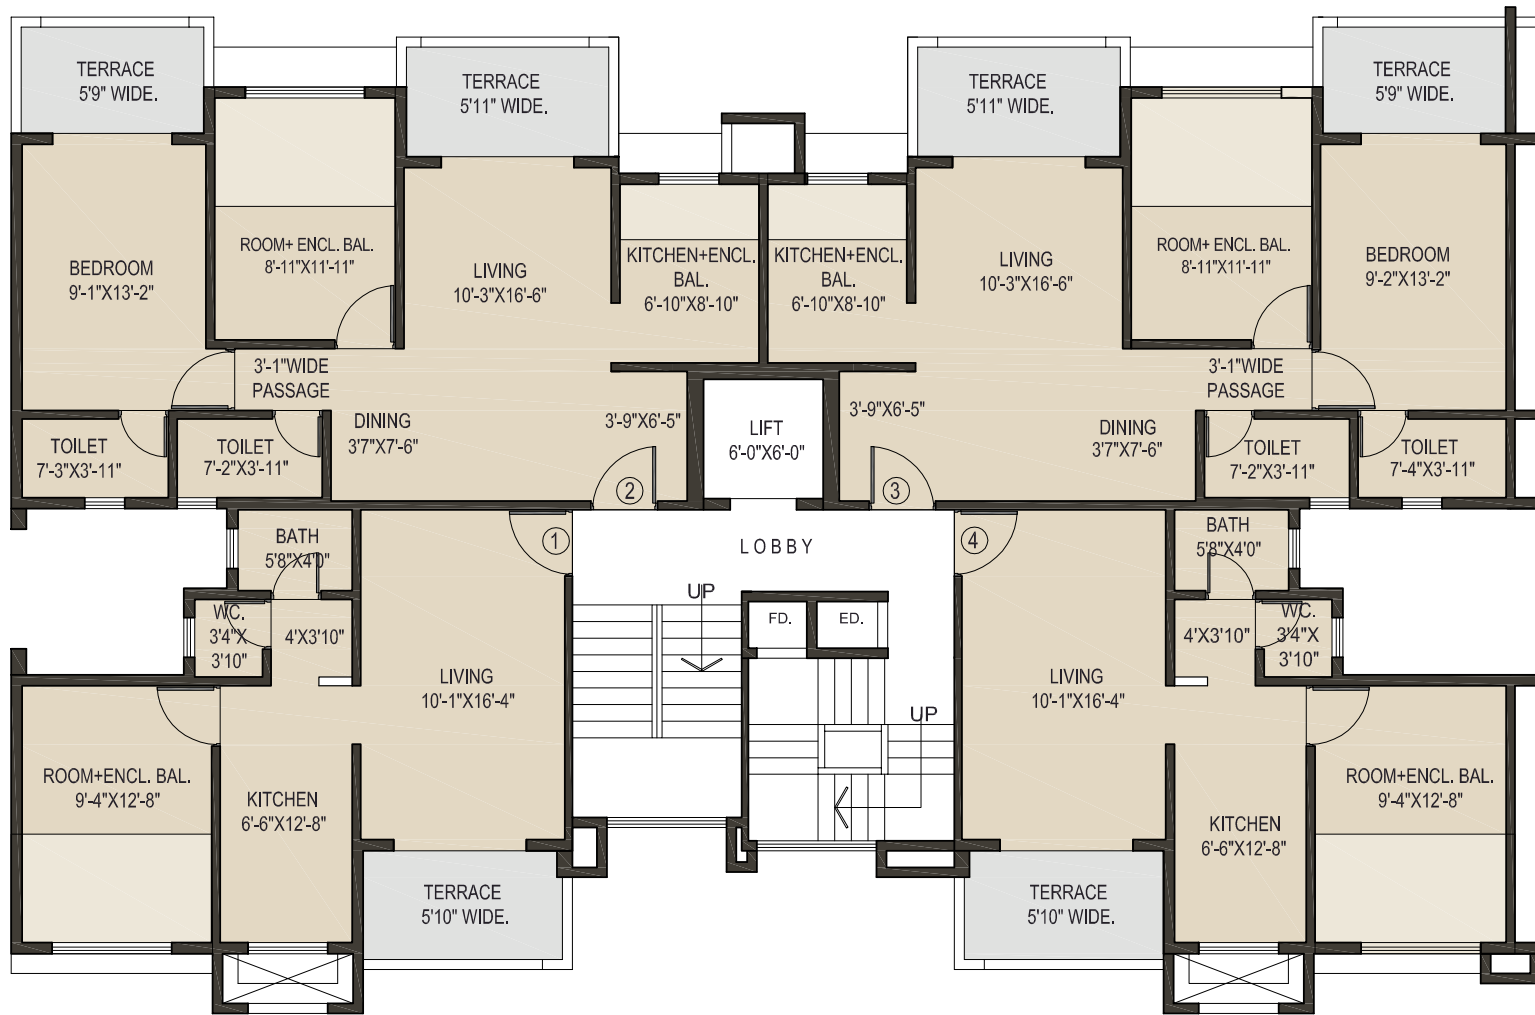 TERRACE
5'9" WIDE.
TERRACE
5'11" WIDE.
TERRACE
5'11" WIDE.
TERRACE
5'9" WIDE.
BEDROOM
9'-1"X13'-2"
ROOM+ ENCL. BAL.
8'-11"X11'-11"
LIVING
10'-3"X16'-6"
KITCHEN+ENCL.
BAL.
6'-10"X8'-10"
KITCHEN+ENCL.
BAL.
6'-10"X8'-10"
LIVING
10'-3"X16'-6"
ROOM+ ENCL. BAL.
8'-11"X11'-11"
BEDROOM
9'-2"X13'-2"
3'-1"WIDE
PASSAGE
3'-1"WIDE
PASSAGE
DINING
3'7"X7'-6"
3'-9"X6'-5"
LIFT
6'-0"X6'-0"
3'-9"X6'-5"
DINING
3'7"X7'-6"
TOILET
7'-3"X3'-11"
TOILET
7'-2"X3'-11"
TOILET
7'-2"X3'-11"
TOILET
7'-4"X3'-11"
2
3
1
LOBBY
4
BATH
5'8"X4'0"
BATH
5'8"X4'0"
UP
WC.
3'4"X
3'10"
4'X3'10"
FD.
ED.
4'X3'10"
WC.
3'4"X
3'10"
LIVING
10'-1"X16'-4"
LIVING
10'-1"X16'-4"
UP
ROOM+ENCL. BAL.
9'-4"X12'-8"
KITCHEN
6'-6"X12'-8"
KITCHEN
6'-6"X12'-8"
ROOM+ENCL. BAL.
9'-4"X12'-8"
TERRACE
5'10" WIDE.
TERRACE
5'10" WIDE.